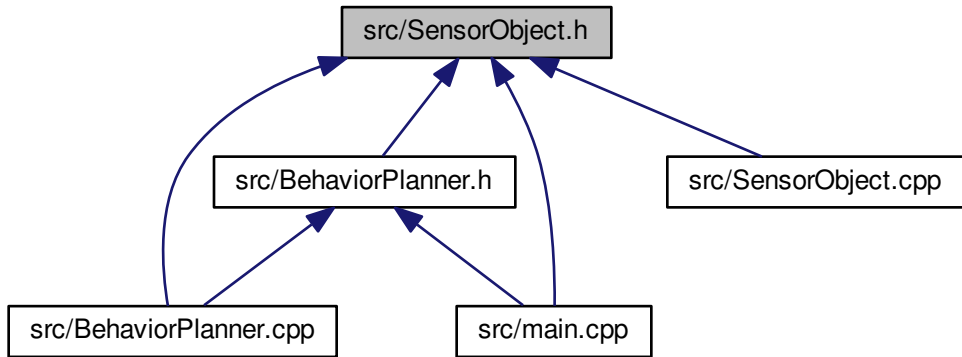 src/SensorObject.h
src/BehaviorPlanner.h
src/SensorObject.cpp
src/BehaviorPlanner.cpp
src/main.cpp